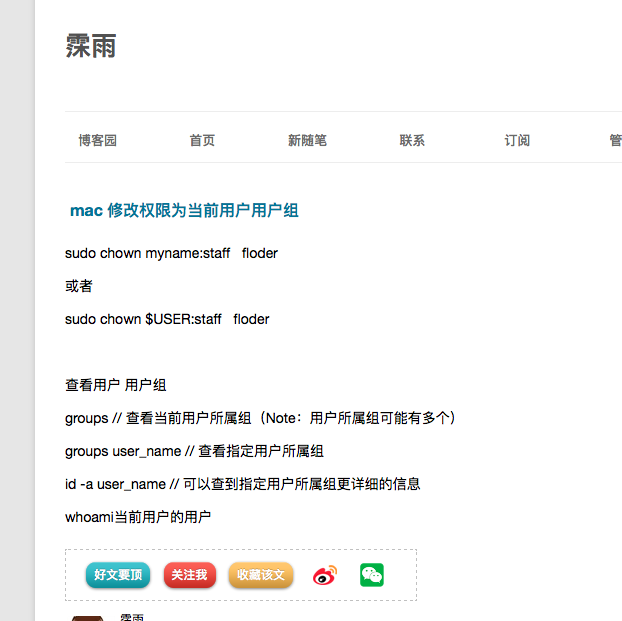 霂雨
博客园 首页 新随笔 联系 订阅 管
mac 修改权限为当前用户用户组
sudo chown myname:staff floder
或者
sudo chown $USER:staff floder
查看用户 用户组
groups // 查看当前用户所属组（Note：用户所属组可能有多个）
groups user_name // 查看指定用户所属组
id -a user_name // 可以查到指定用户所属组更详细的信息
whoami当前用户的用户
好文要顶 关注我 收藏该文
霂雨